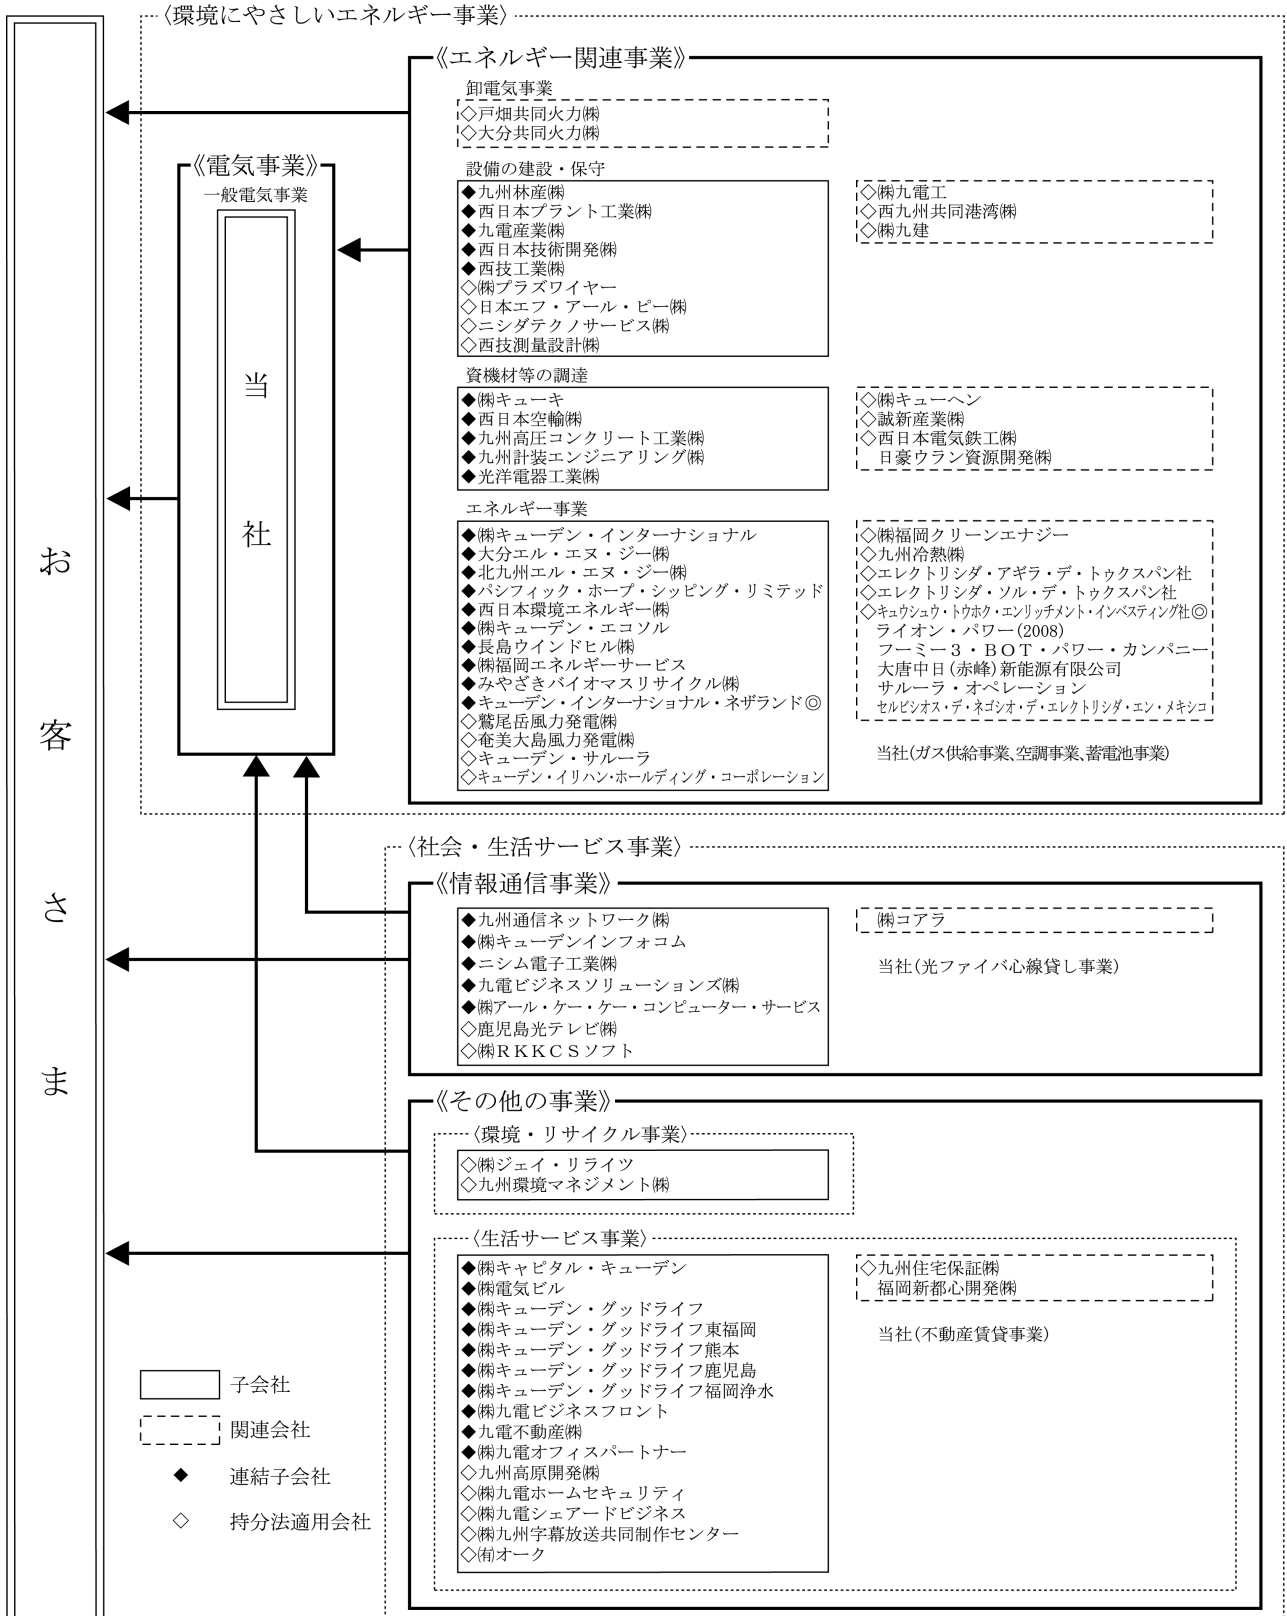 〈環境にやさしいエネルギー事業〉
《エネルギー関連事業》
卸電気事業
◇戸畑共同火力㈱
◇大分共同火力㈱
《電気事業》
一般電気事業
当社
設備の建設・保守
◆九州林産㈱
◆西日本プラント工業㈱
◆九電産業㈱
◆西日本技術開発㈱
◆西技工業㈱
◇㈱プラズワイヤー
◇日本エフ・アール・ピー㈱
◇ニシダテクノサービス㈱
◇西技測量設計㈱
◇㈱九電工
◇西九州共同港湾㈱
◇㈱九建
資機材等の調達
◆㈱キューキ
◆西日本空輸㈱
◆九州高圧コンクリート工業㈱
◆九州計装エンジニアリング㈱
◆光洋電器工業㈱
◇㈱キューヘン
◇誠新産業㈱
◇西日本電気鉄工㈱
日豪ウラン資源開発㈱
エネルギー事業
◆㈱キューデン・インターナショナル
◆大分エル・エヌ・ジー㈱
◆北九州エル・エヌ・ジー㈱
◆パシフィック・ホープ・シッピング・リミテッド
◆西日本環境エネルギー㈱
◆㈱キューデン・エコソル
◆長島ウインドヒル㈱
◆㈱福岡エネルギーサービス
◆みやざきバイオマスリサイクル㈱
◆キューデン・インターナショナル・ネザランド◎
◇鷲尾岳風力発電㈱
◇奄美大島風力発電㈱
◇キューデン・サルーラ
◇キューデン・イリハン・ホールディング・コーポレーション
◇㈱福岡クリーンエナジー
◇九州冷熱㈱
◇エレクトリシダ・アギラ・デ・トゥクスパン社
◇エレクトリシダ・ソル・デ・トゥクスパン社
◇キュウシュウ・トウホク・エンリッチメント・インベスティング社◎
ライオン・パワー(2008)
フーミー３・ＢＯＴ・パワー・カンパニー
大唐中日(赤峰)新能源有限公司
サルーラ・オペレーション
セルビシオス・デ・ネゴシオ・デ・エレクトリシダ・エン・メキシコ
当社(ガス供給事業、空調事業、蓄電池事業)
お客さま
〈社会・生活サービス事業〉
《情報通信事業》
◆九州通信ネットワーク㈱
◆㈱キューデンインフォコム
◆ニシム電子工業㈱
◆九電ビジネスソリューションズ㈱
◆㈱アール・ケー・ケー・コンピューター・サービス
◇鹿児島光テレビ㈱
◇㈱ＲＫＫＣＳソフト
㈱コアラ
当社(光ファイバ心線貸し事業)
《その他の事業》
〈環境・リサイクル事業〉
◇㈱ジェイ・リライツ
◇九州環境マネジメント㈱
〈生活サービス事業〉
◆㈱キャピタル・キューデン
◆㈱電気ビル
◆㈱キューデン・グッドライフ
◆㈱キューデン・グッドライフ東福岡
◆㈱キューデン・グッドライフ熊本
◆㈱キューデン・グッドライフ鹿児島
◆㈱キューデン・グッドライフ福岡浄水
◆㈱九電ビジネスフロント
◆九電不動産㈱
◆㈱九電オフィスパートナー
◇九州高原開発㈱
◇㈱九電ホームセキュリティ
◇㈱九電シェアードビジネス
◇㈱九州字幕放送共同制作センター
◇㈲オーク
◇九州住宅保証㈱
福岡新都心開発㈱
当社(不動産賃貸事業)
子会社
関連会社
◆ 連結子会社
◇ 持分法適用会社